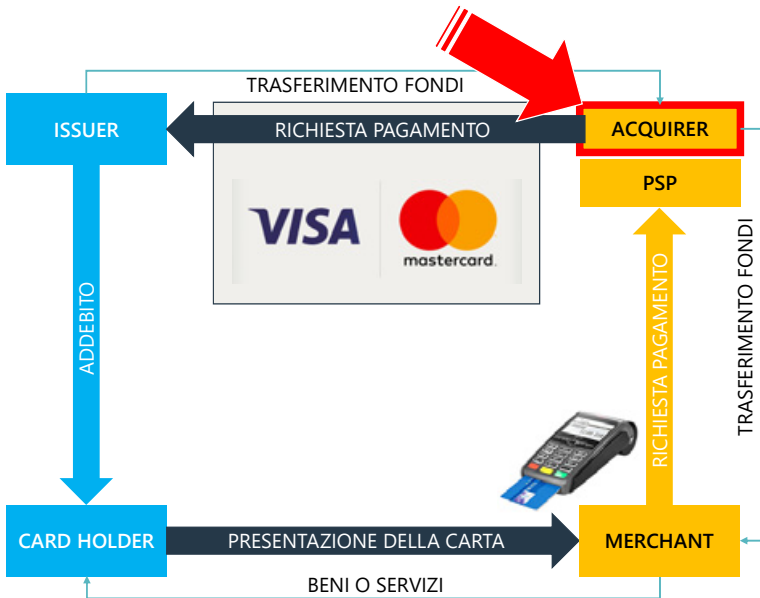 TRASFERIMENTO FONDI
ISSUER
RICHIESTA PAGAMENTO
ACQUIRER
PSP
VISA
mastercard.
ADDEBITO
RICHIESTA PAGAMENTO
TRASFERIMENTO FONDI
CARD HOLDER
PRESENTAZIONE DELLA CARTA
MERCHANT
BENI O SERVIZI